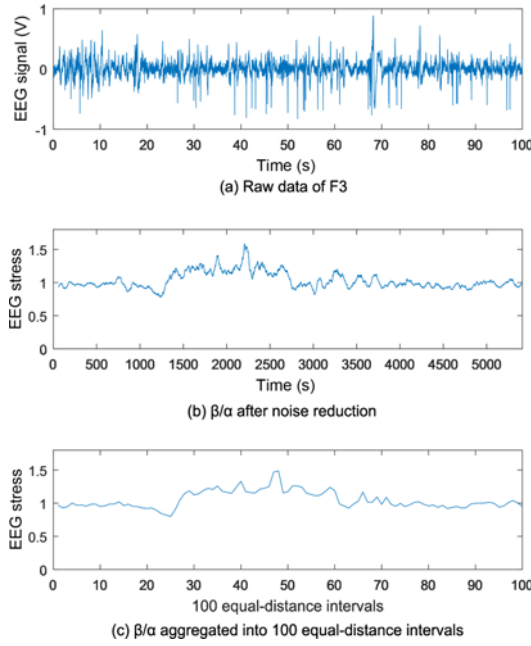 EEG signal (V)
1
0
-1
0 10 20 30 40 50 60 70 80 90 100
Time (s)
(a) Raw data of F3
EEG stress
1.5
1
0.5
0
0 500 1000 1500 2000 2500 3000 3500 4000 4500 5000
Time (s)
(b) β/α after noise reduction
EEG stress
1.5
1
0.5
0
0 10 20 30 40 50 60 70 80 90 100
100 equal-distance intervals
(c) β/α aggregated into 100 equal-distance intervals